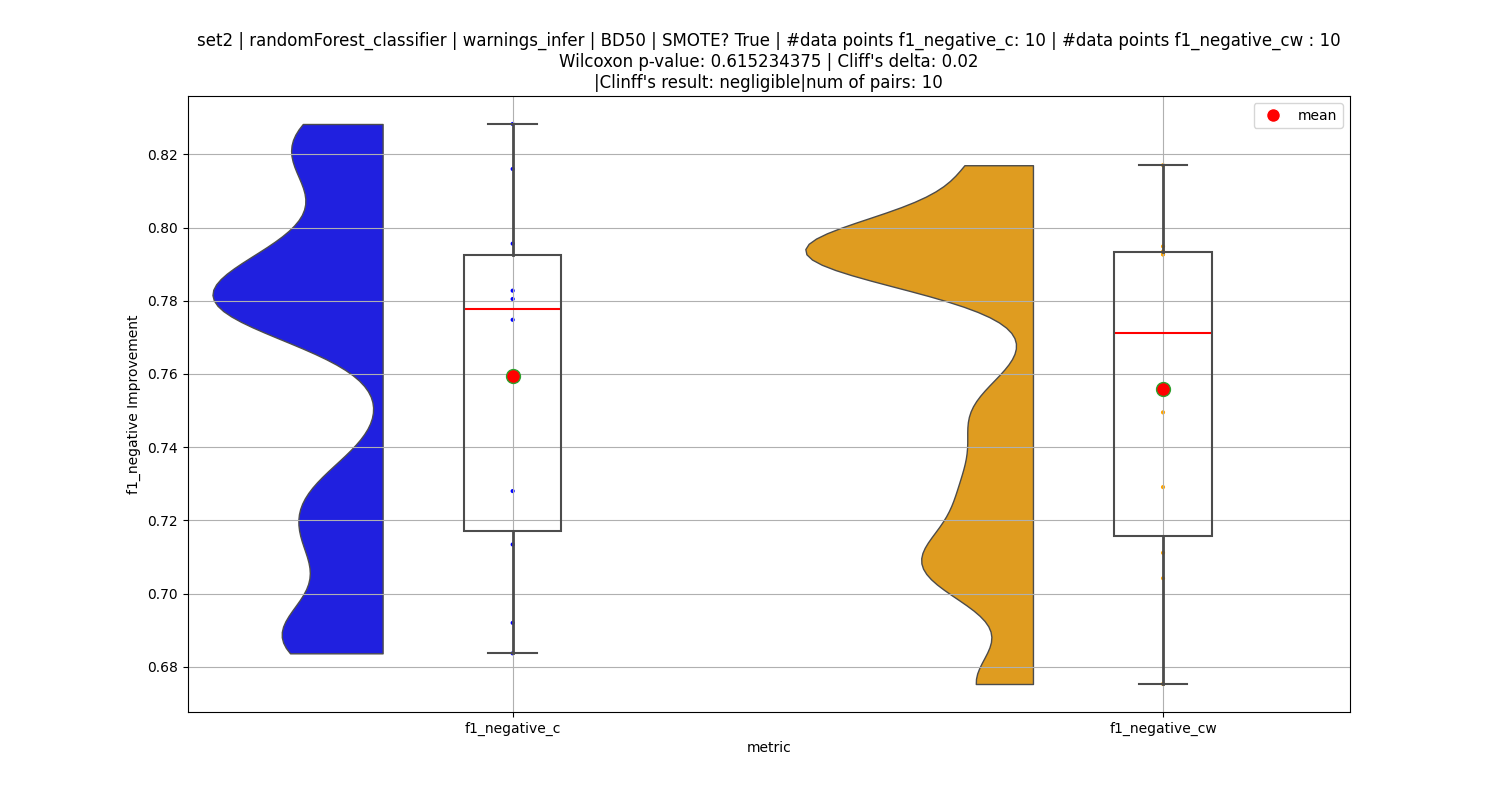 set2 | randomForest_classifier | warnings_infer | BD50 | SMOTE? True | #data points f1_negative_c: 10 | #data points f1_negative_cw : 10
Wilcoxon p-value: 0.615234375 | Cliff's delta: 0.02
|Clinff's result: negligible|num of pairs: 10
mean
0.82
0.80
0.78
0.76
0.74
0.72
0.70
0.68
f1_negative Improvement
f1_negative_c
f1_negative_cw
metric